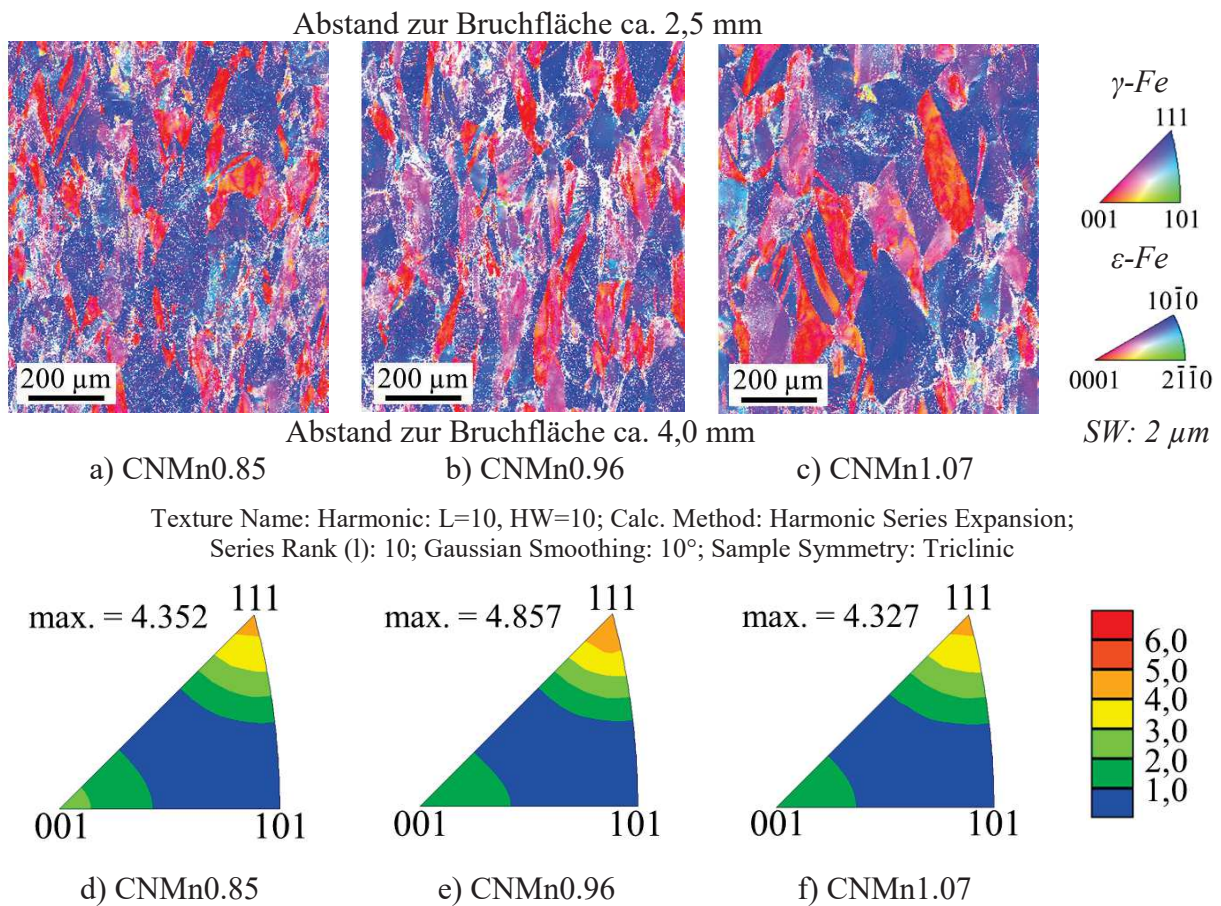 Abstand zur Bruchfläche ca. 2,5 mm
γ-Fe
111
001 101
ε-Fe
101̄0
0001 21̄1̄0
200 µm 200 µm 200 µm
Abstand zur Bruchfläche ca. 4,0 mm
SW: 2 µm
a) CNMn0.85 b) CNMn0.96 c) CNMn1.07
Texture Name: Harmonic: L=10, HW=10; Calc. Method: Harmonic Series Expansion;
Series Rank (l): 10; Gaussian Smoothing: 10°; Sample Symmetry: Triclinic
max. = 4.352 111 max. = 4.857 111 max. = 4.327 111
6,0
5,0
4,0
3,0
2,0
1,0
001 101 001 101 001 101
d) CNMn0.85 e) CNMn0.96 f) CNMn1.07